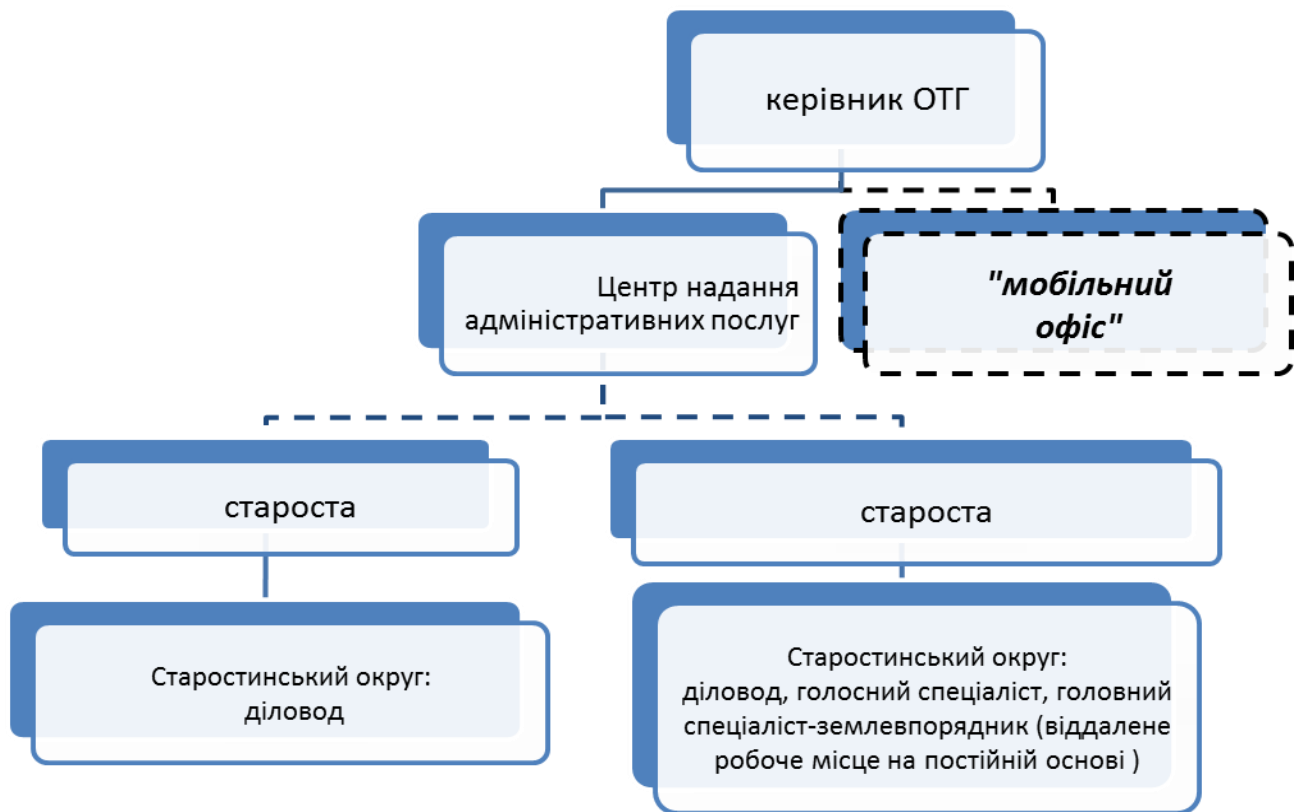 керівник ОТГ
Центр надання
адміністративних послуг
"мобільний
офіс"
староста
староста
Старостинський округ:
діловод
Старостинський округ:
діловод, голосний спеціаліст, головний
спеціаліст-землевпорядник (віддалене
робоче місце на постійній основі )